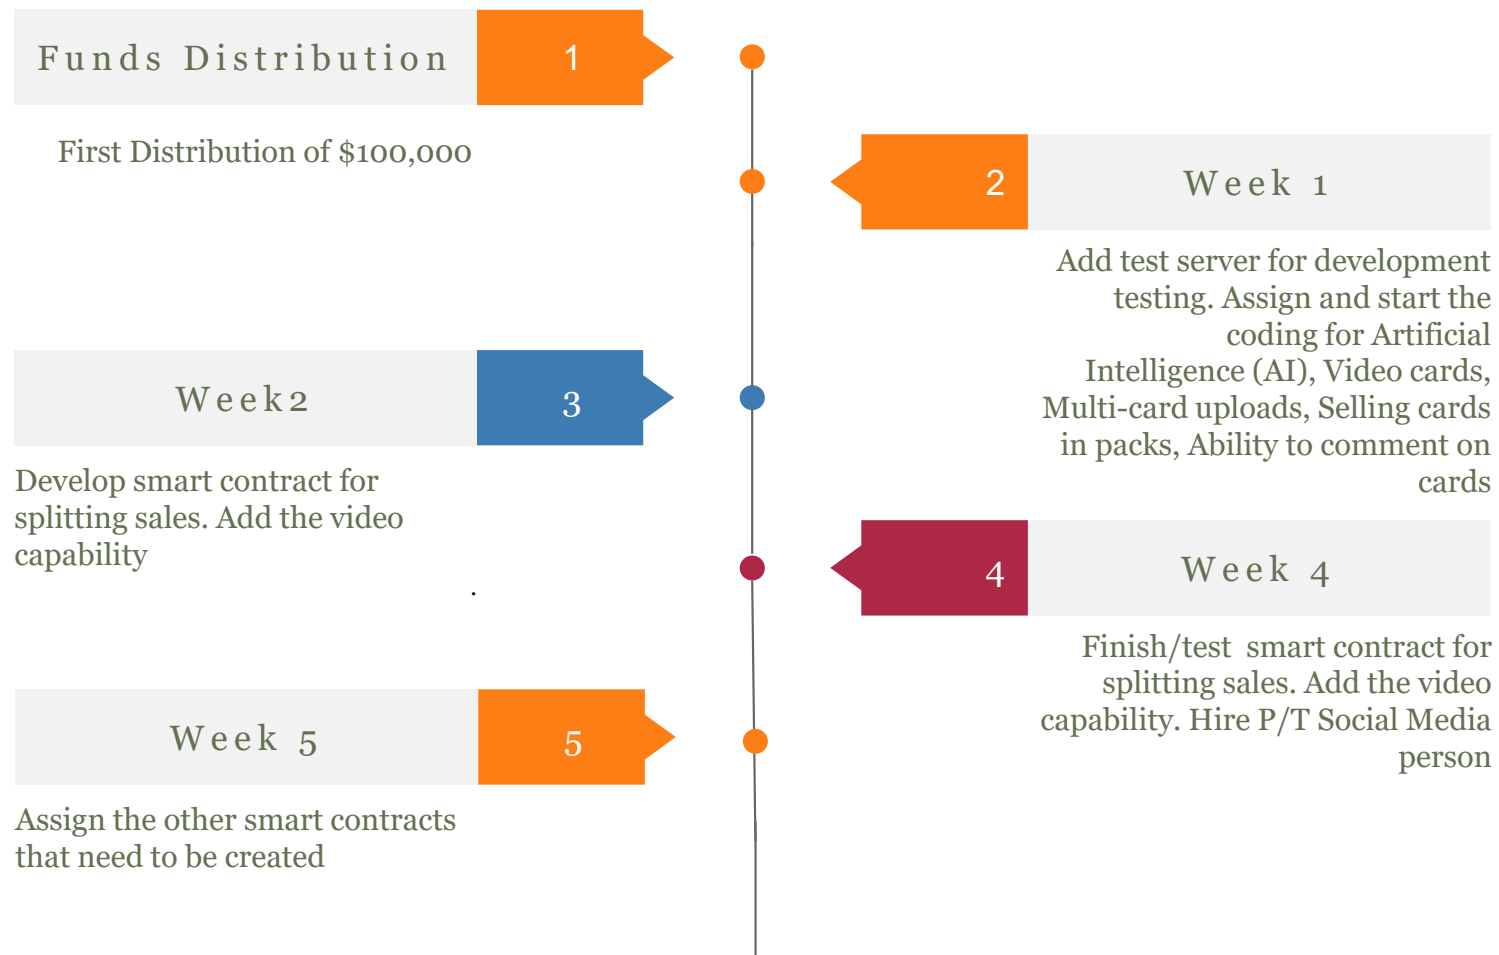 Funds Distribution
1
First Distribution of $100,000
2
Week 1
Add test server for development
testing. Assign and start the
coding for Artificial
Intelligence (AI), Video cards,
Multi-card uploads, Selling cards
in packs, Ability to comment on
cards
Week2
3
Develop smart contract for
splitting sales. Add the video
capability
.
4
Week 4
Finish/test  smart contract for
splitting sales. Add the video
capability. Hire P/T Social Media
person
Week 5
5
Assign the other smart contracts
that need to be created